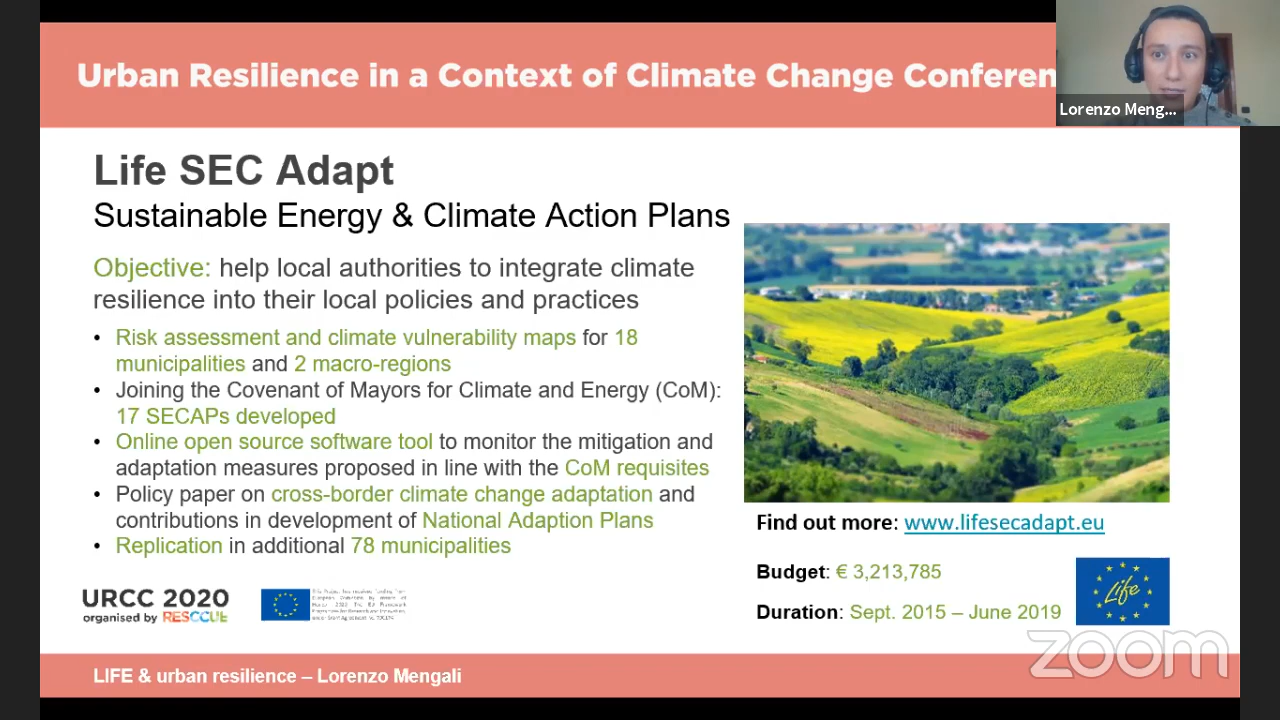 Urban Resilience in a Context of Climate Change Conferen
Lorenzo Meng...
Life SEC Adapt
Sustainable Energy & Climate Action Plans
Objective: help local authorities to integrate climate
resilience into their local policies and practices
• Risk assessment and climate vulnerability maps for 18
municipalities and 2 macro-regions
• Joining the Covenant of Mayors for Climate and Energy (CoM):
17 SECAPs developed
• Online open source software tool to monitor the mitigation and
adaptation measures proposed in line with the CoM requisites
• Policy paper on cross-border climate change adaptation and
contributions in development of National Adaption Plans
• Replication in additional 78 municipalities
Find out more: www.lifesecadapt.eu
Budget: € 3,213,785
Duration: Sept. 2015 – June 2019
Life
URCC 2020
organised by RESCCUE
zoom
LIFE & urban resilience – Lorenzo Mengali